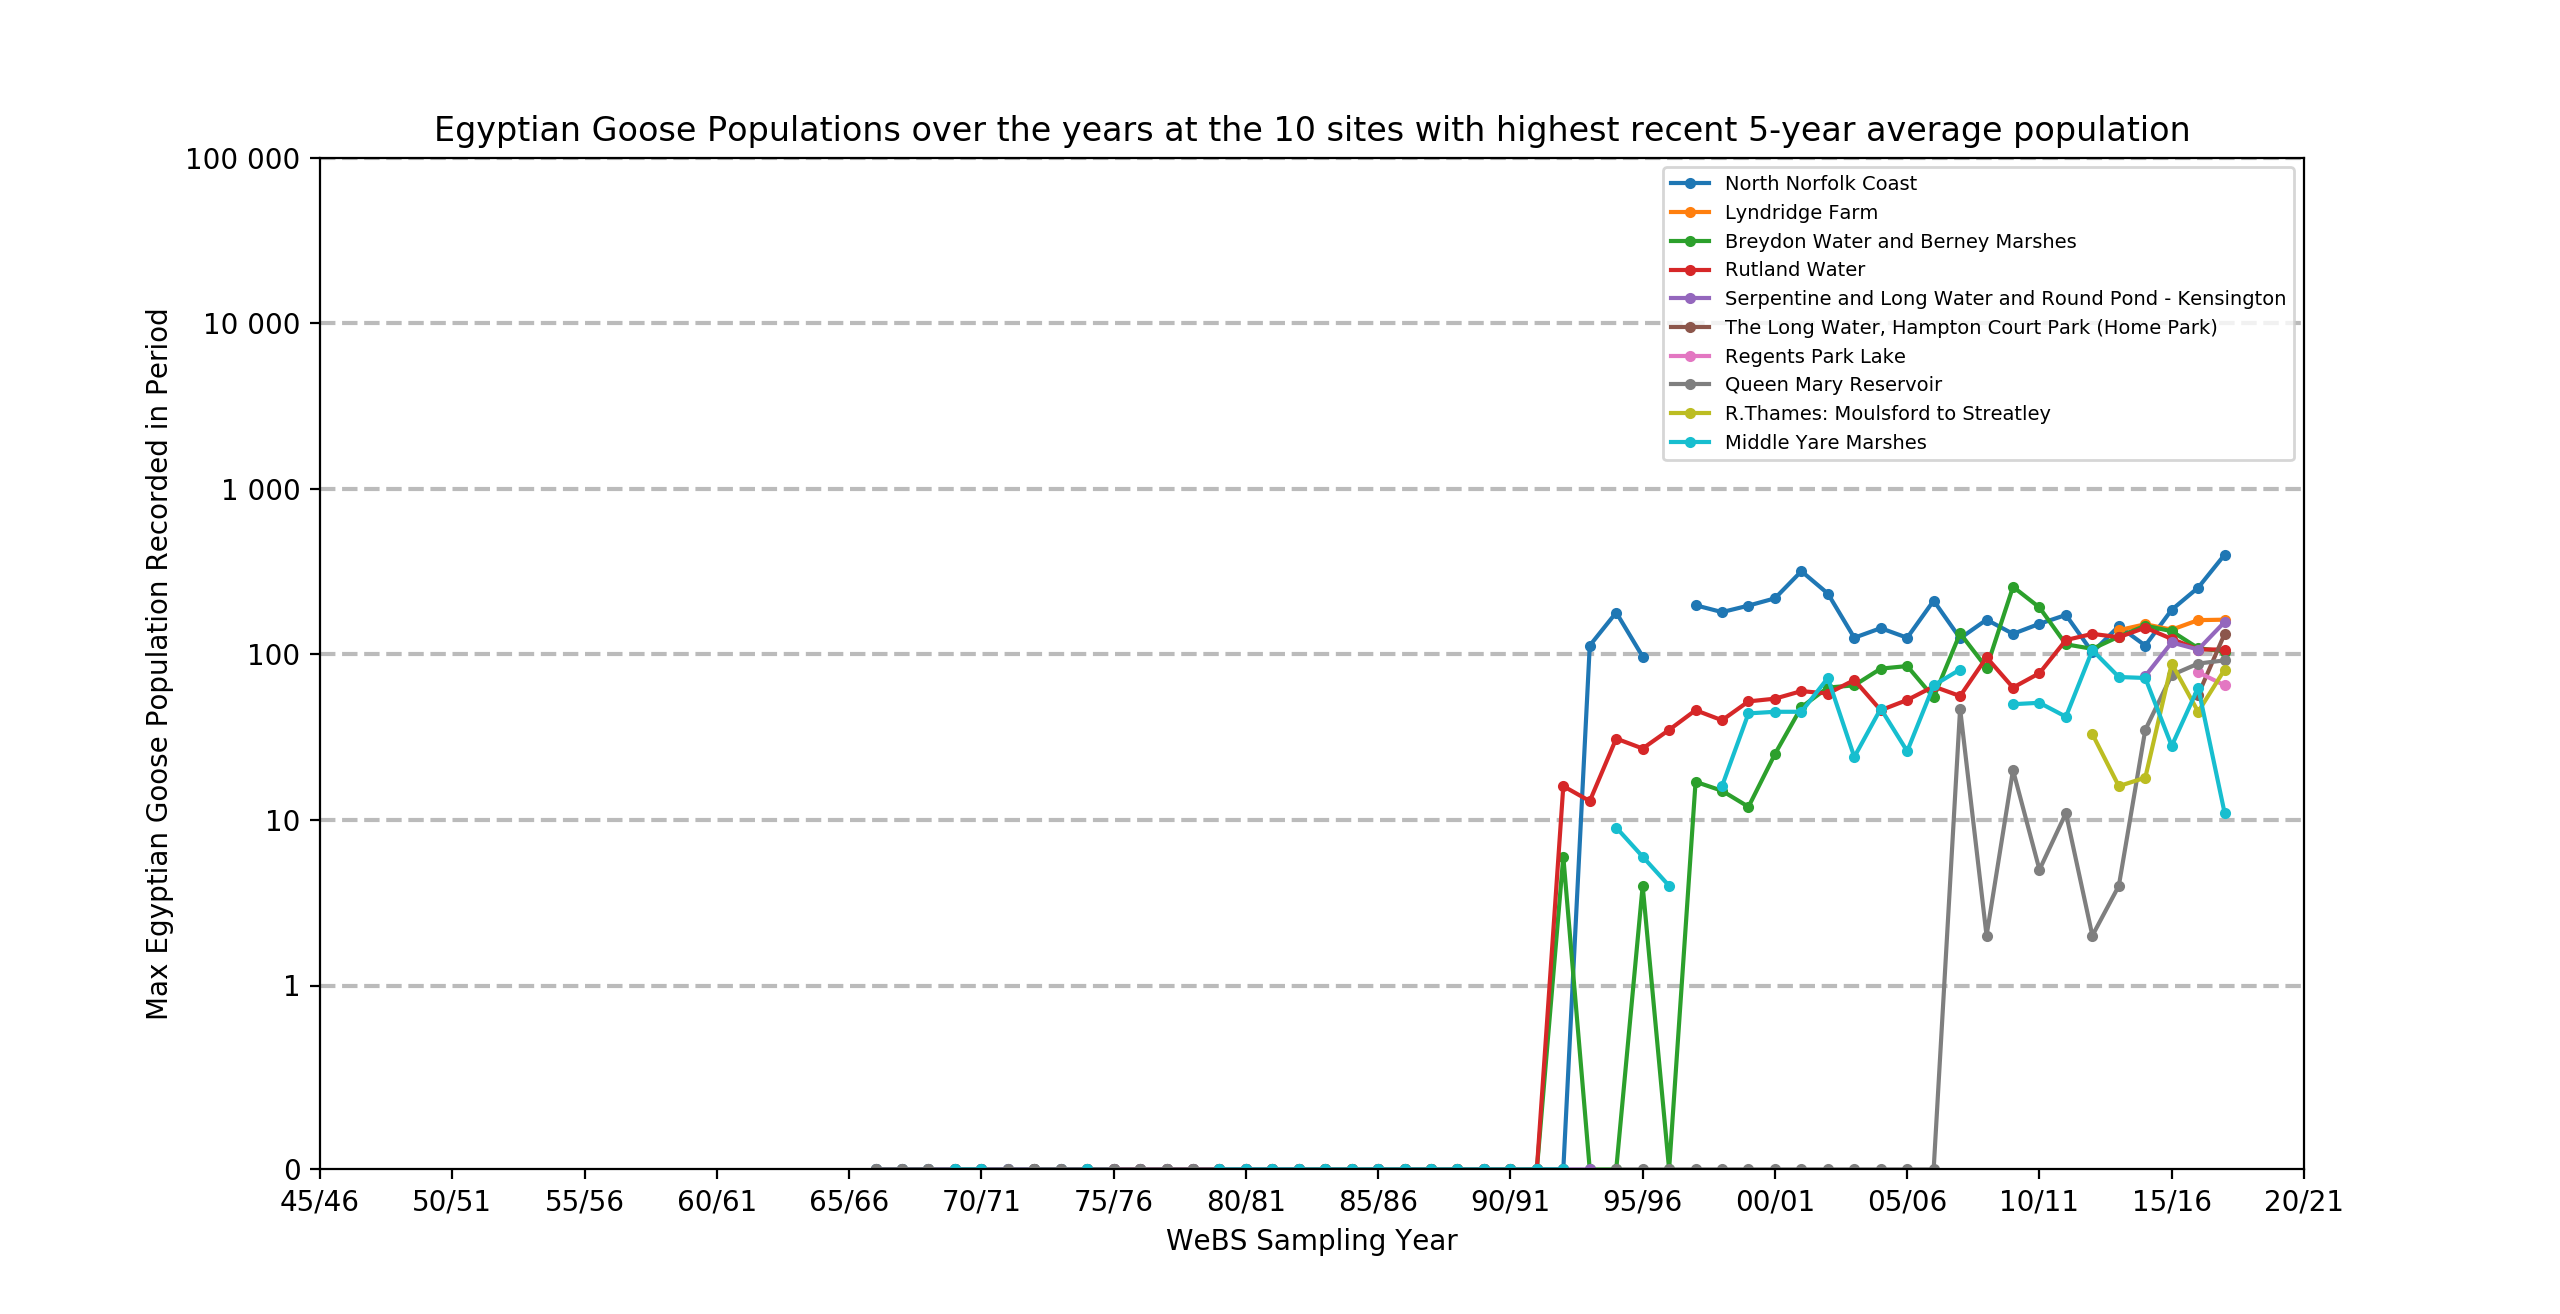 Egyptian Goose Populations over the years at the 10 sites with highest recent 5-year average population
100 000
10 000
1 000
100
10
1
0
Max Egyptian Goose Population Recorded in Period
North Norfolk Coast
Lyndridge Farm
Breydon Water and Berney Marshes
Rutland Water
Serpentine and Long Water and Round Pond - Kensington
The Long Water, Hampton Court Park (Home Park)
Regents Park Lake
Queen Mary Reservoir
R.Thames: Moulsford to Streatley
Middle Yare Marshes
45/46 50/51 55/56 60/61 65/66 70/71 75/76 80/81 85/86 90/91 95/96 00/01 05/06 10/11 15/16 20/21
WeBS Sampling Year